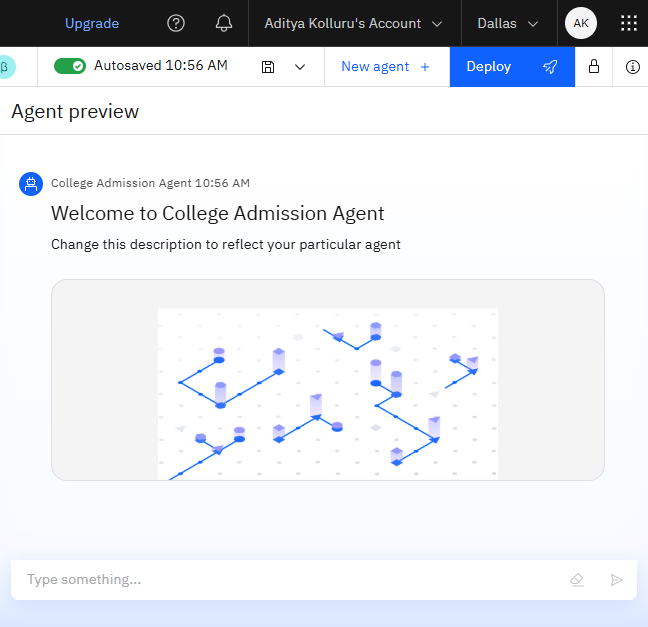 Upgrade
Aditya Kolluru's Account
Dallas
AK
β
Autosaved 10:56 AM
New agent +
Deploy
Agent preview
College Admission Agent 10:56 AM
Welcome to College Admission Agent
Change this description to reflect your particular agent
Type something...